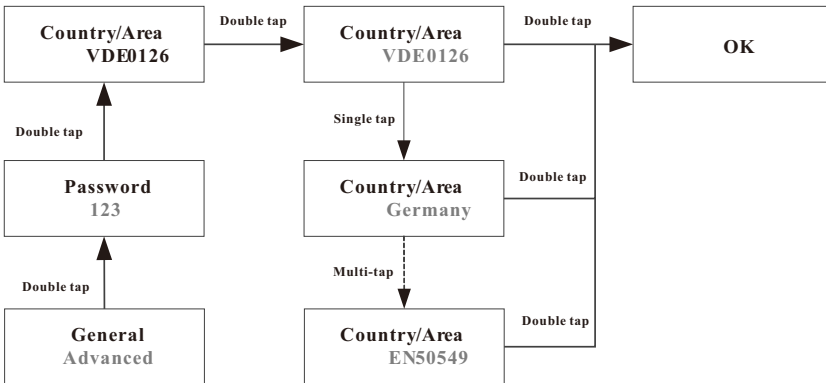 Country/Area
VDE0126
Double tap
Country/Area
VDE0126
Double tap
OK
Double tap
Single tap
Password
123
Country/Area
Germany
Double tap
Double tap
Multi-tap
General
Advanced
Country/Area
EN50549
Double tap